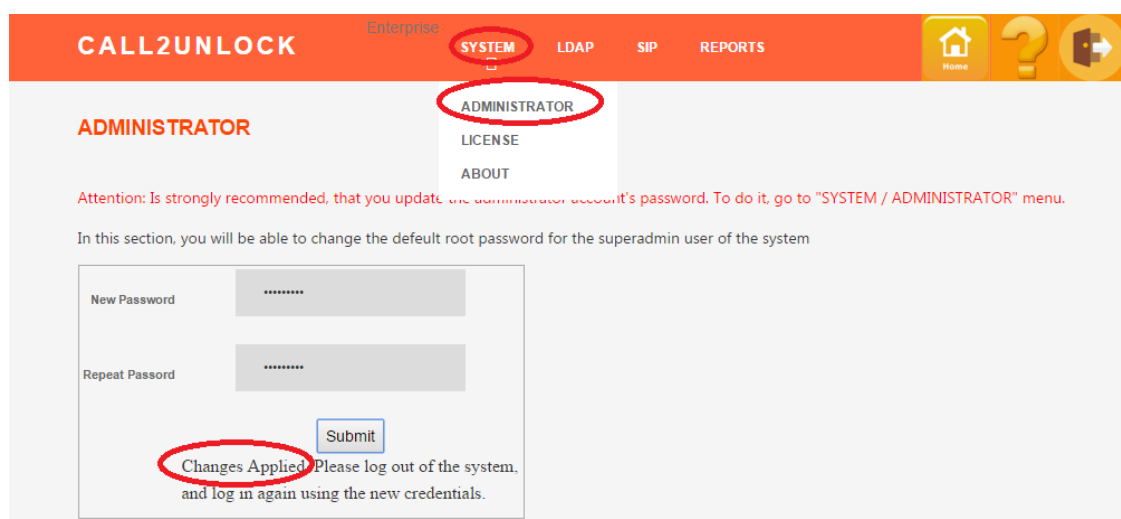 Enterprise
CALL2UNLOCK
SYSTEM LDAP SIP REPORTS
Home
ADMINISTRATOR
LICENSE
ABOUT
ADMINISTRATOR
Attention: Is strongly recommended, that you update the administrator account's password. To do it, go to "SYSTEM / ADMINISTRATOR" menu.
In this section, you will be able to change the defeult root password for the superadmin user of the system
New Password •••••••••
Repeat Passord •••••••••
Submit
Changes Applied. Please log out of the system,
and log in again using the new credentials.